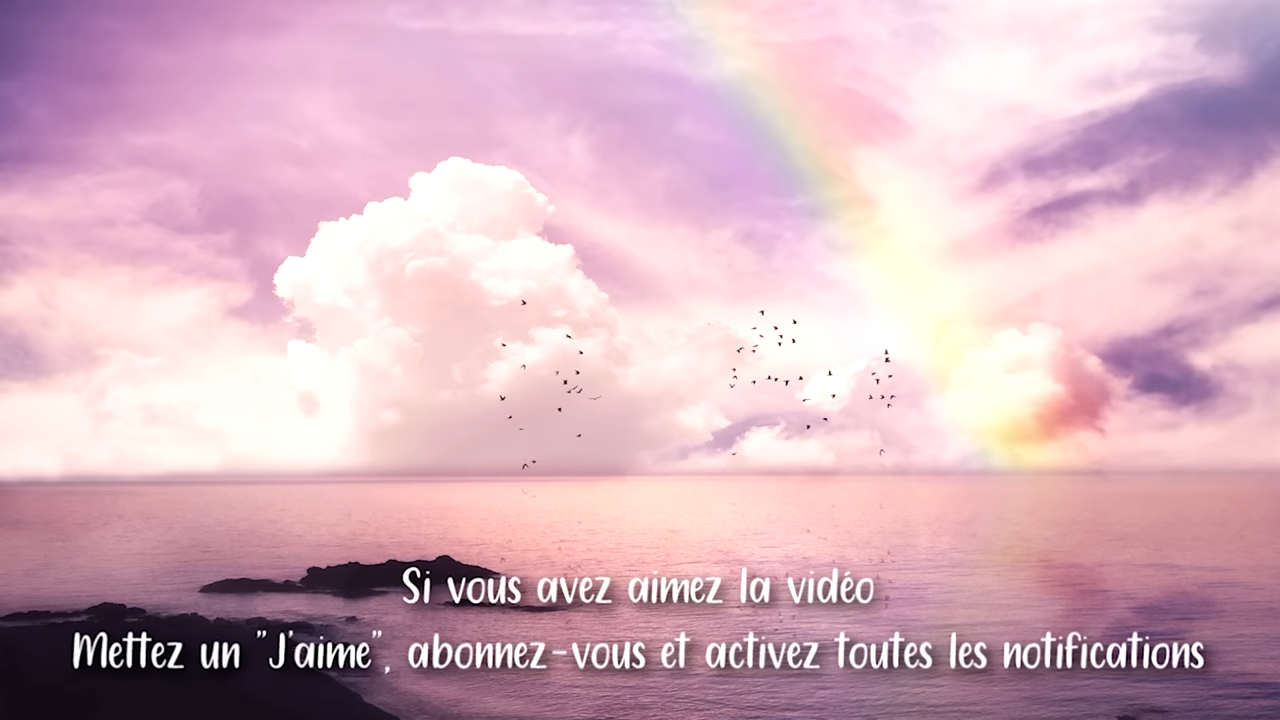 Si vous avez aimez la vidéo
Mettez un "J'aime", abonnez-vous et activez toutes les notifications